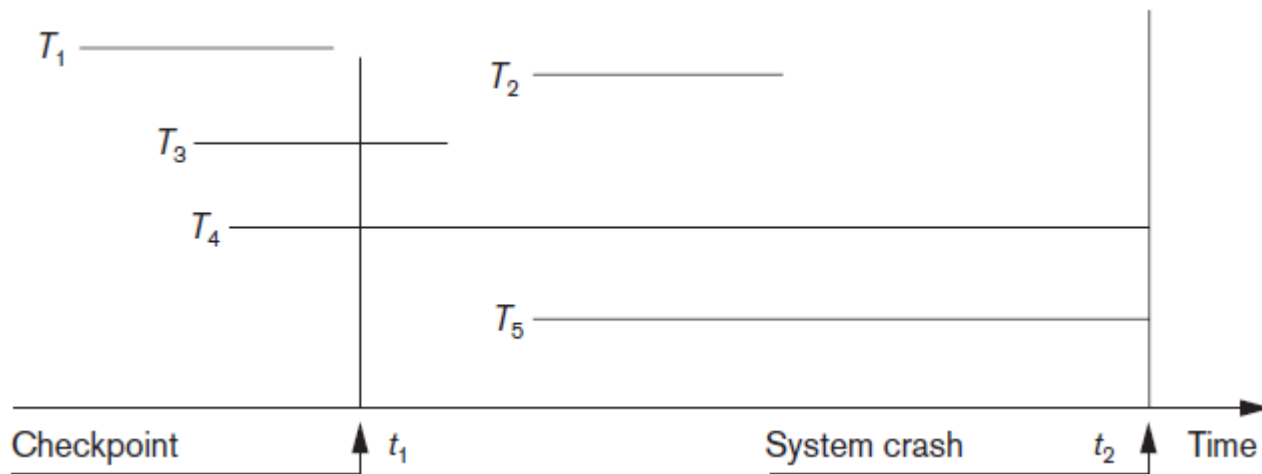 T₁
T₂
T₃
T₄
T₅
Checkpoint t₁ System crash t₂ Time